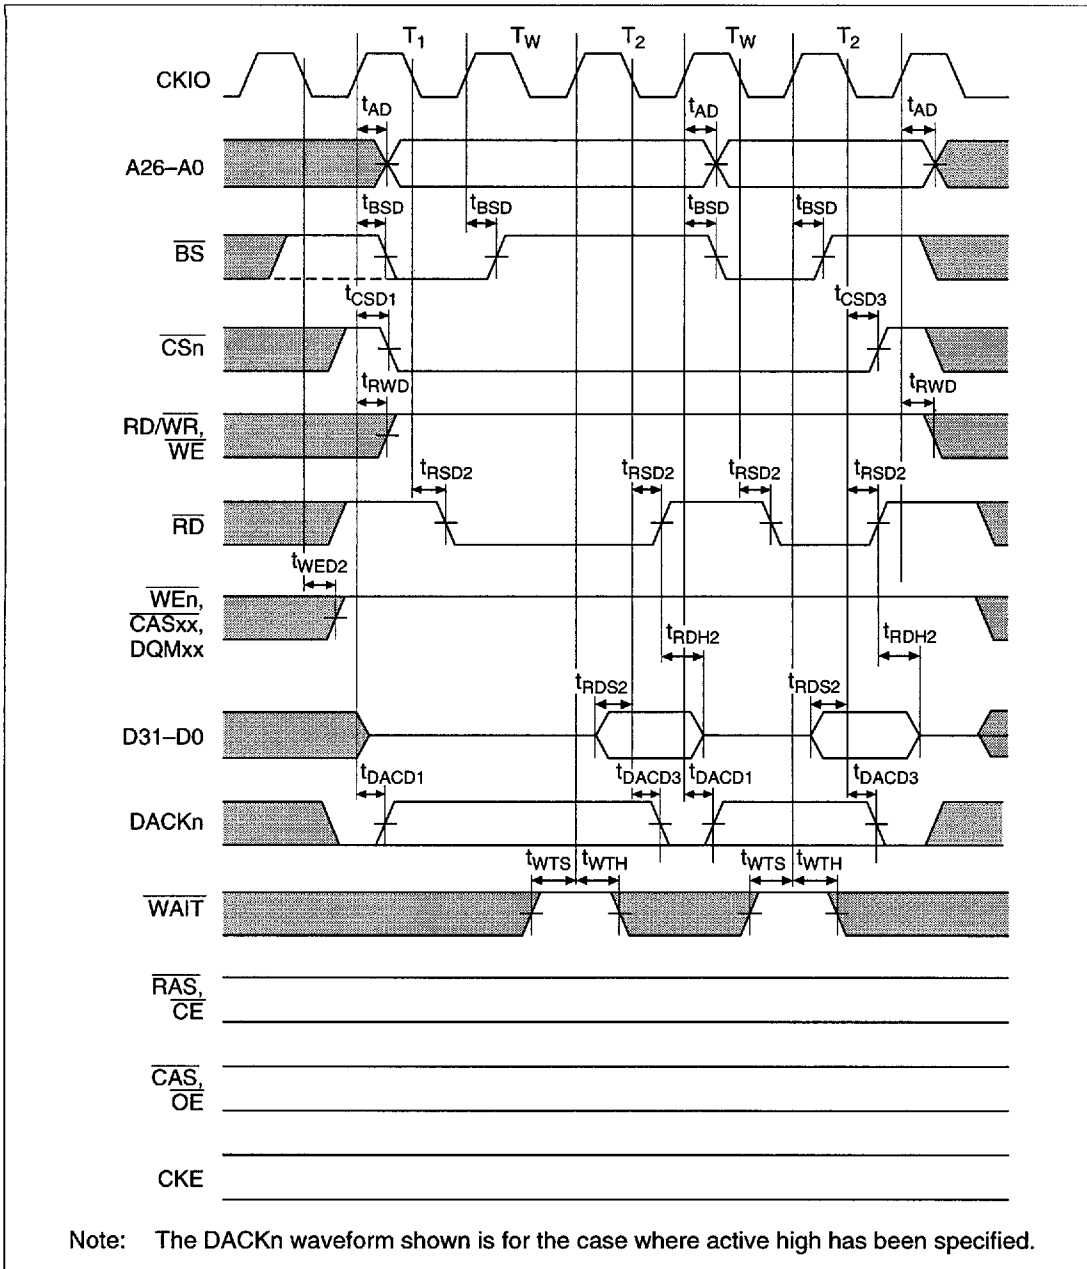 T1 TW T2 TW T2
CKIO
tAD tAD tAD
A26–A0
tBSD tBSD tBSD tBSD
BS
tCSD1 tCSD3
CSn
tRWD tRWD
RD/WR,
WE
tRSD2 tRSD2 tRSD2 tRSD2
RD
tWED2
WEn,
CASxx,
DQMxx
tRDH2 tRDH2
tRDS2 tRDS2
D31–D0
tDACD1 tDACD3 tDACD1 tDACD3
DACKn
tWTS tWTH tWTS tWTH
WAIT
RAS,
CE
CAS,
OE
CKE
Note: The DACKn waveform shown is for the case where active high has been specified.